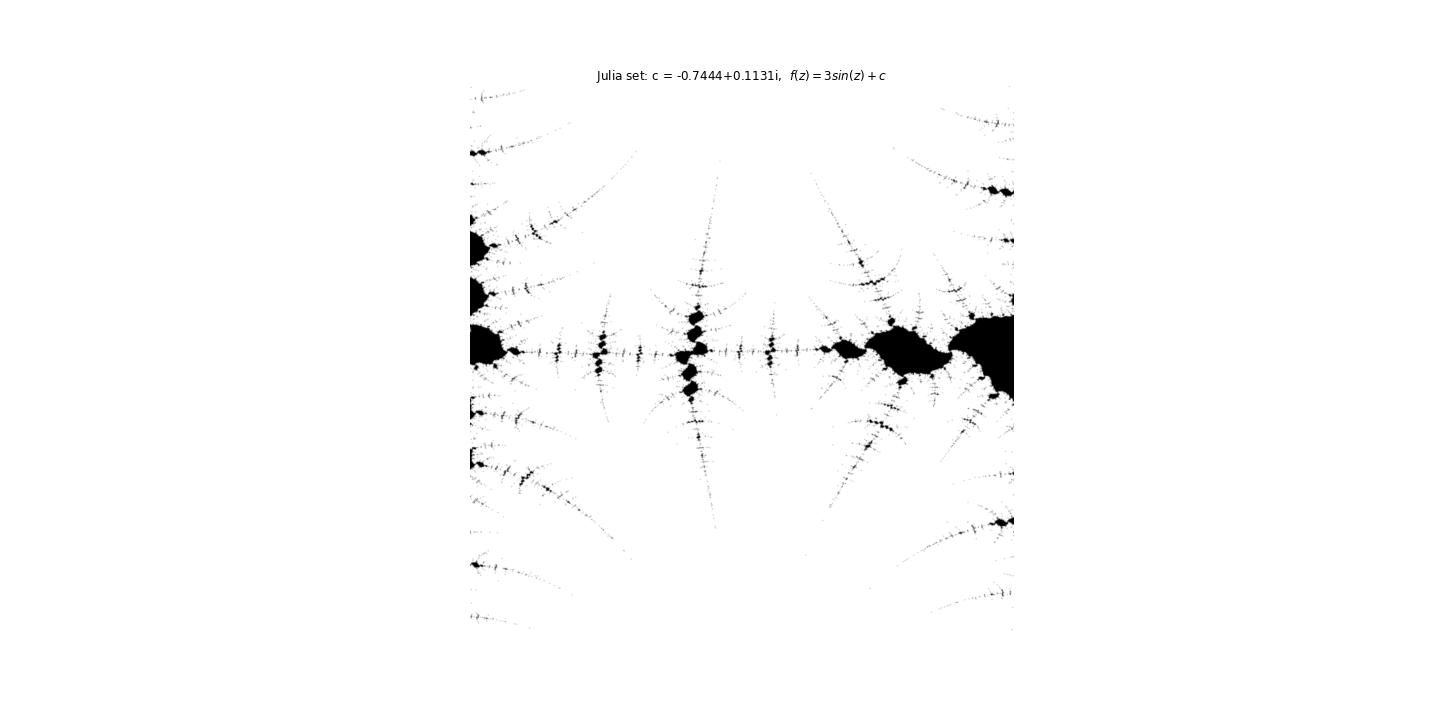 Julia set: c = -0.7444+0.1131i, f(z) = 3sin(z) + c